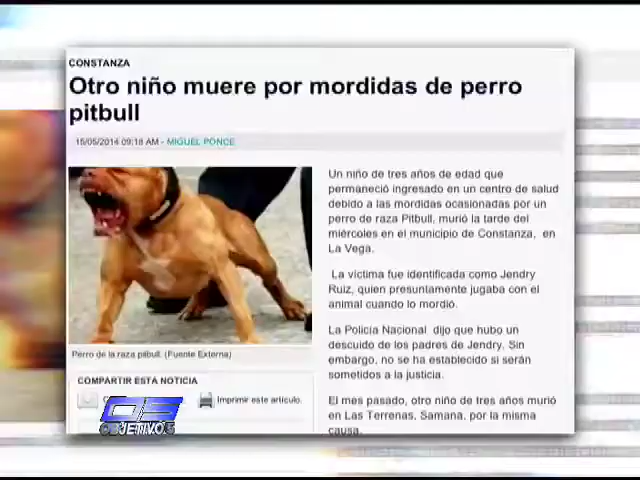 CONSTANZA
Otro niño muere por mordidas de perro
pitbull
15/05/2014 09:18 AM - MIGUEL PONCE
Un niño de tres años de edad que
permaneció ingresado en un centro de salud
debido a las mordidas ocasionadas por un
perro de raza Pitbull, murió la tarde del
miércoles en el municipio de Constanza, en
La Vega.
La víctima fue identificada como Jendry
Ruiz, quien presuntamente jugaba con el
animal cuando lo mordió.
La Policía Nacional dijo que hubo un
descuido de los padres de Jendry. Sin
embargo, no se ha establecido si serán
sometidos a la justicia.
El mes pasado, otro niño de tres años murió
en Las Terrenas, Samana, por la misma
causa.
Perro de la raza pitbull. (Fuente Externa)
COMPARTIR ESTA NOTICIA
Imprimir este artículo.
OBJETIVO5